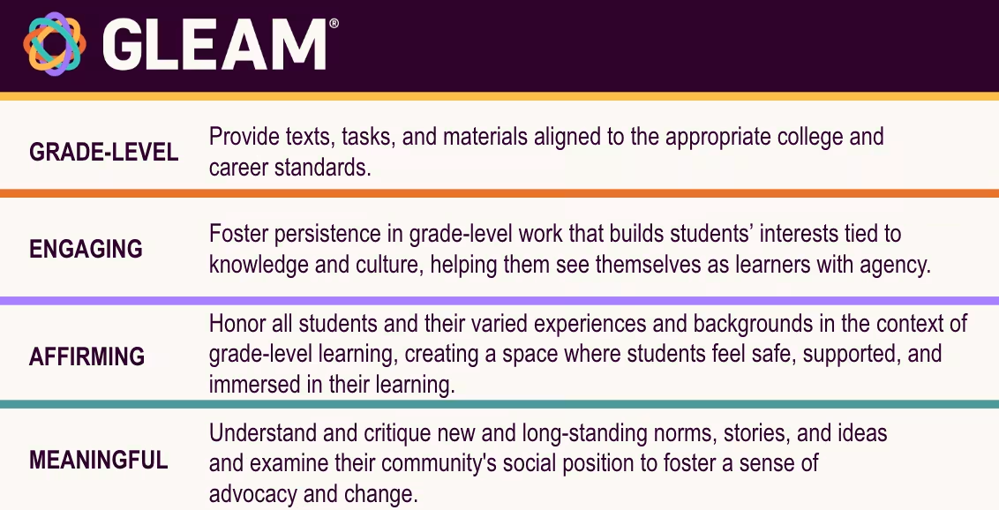 GLEAM®
GRADE-LEVEL
Provide texts, tasks, and materials aligned to the appropriate college and
career standards.
ENGAGING
Foster persistence in grade-level work that builds students’ interests tied to
knowledge and culture, helping them see themselves as learners with agency.
AFFIRMING
Honor all students and their varied experiences and backgrounds in the context of
grade-level learning, creating a space where students feel safe, supported, and
immersed in their learning.
MEANINGFUL
Understand and critique new and long-standing norms, stories, and ideas
and examine their community's social position to foster a sense of
advocacy and change.